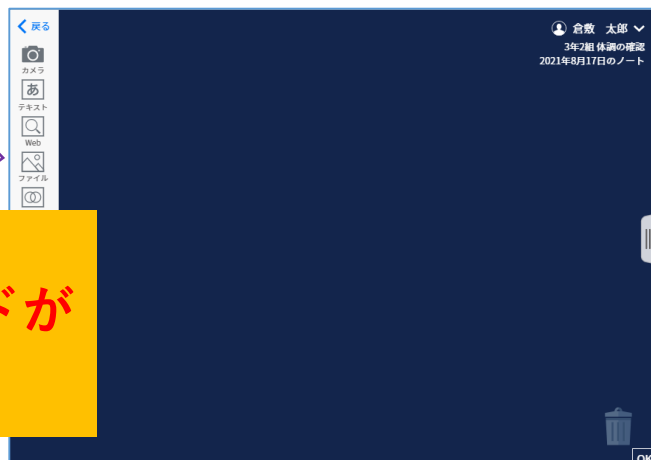 戻る
カメラ
あ
テキスト
Web
ファイル
倉敷 太郎
3年2組 体調の確認
2021年8月17日のノート
ドが
OK